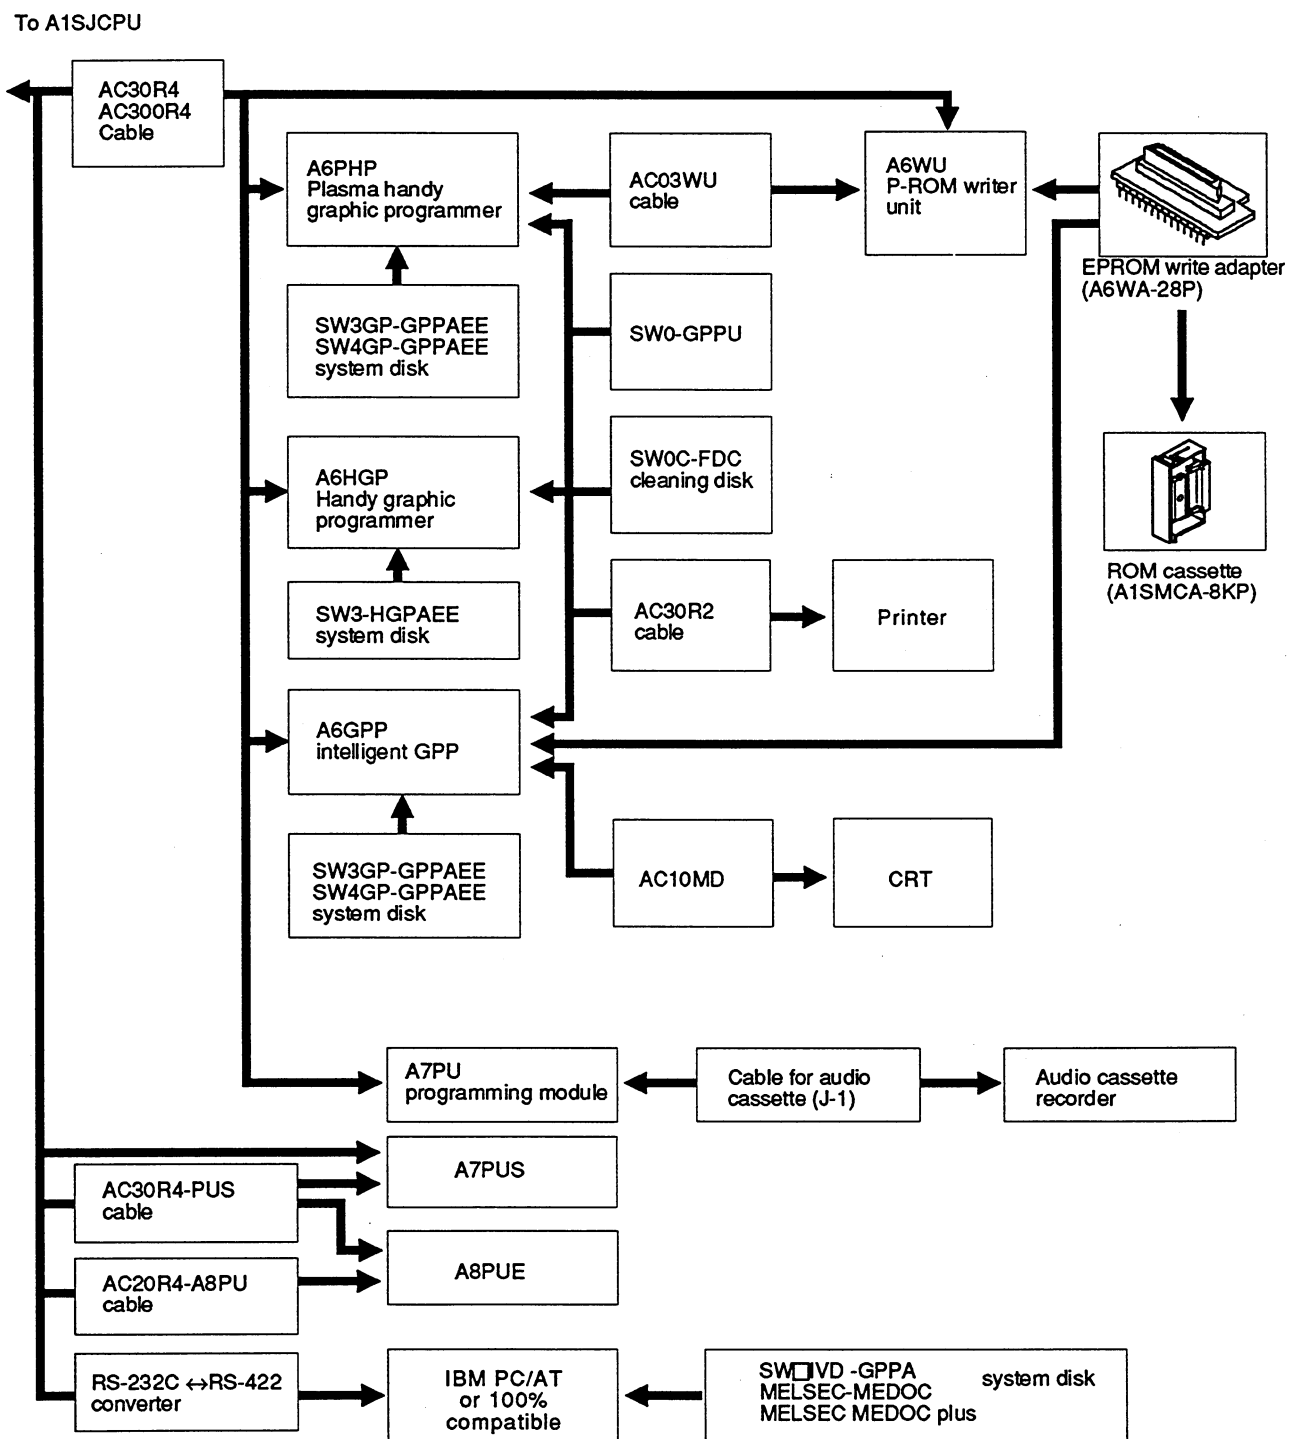 To A1SJCPU
AC30R4
AC300R4
Cable
A6PHP
Plasma handy
graphic programmer
AC03WU
cable
A6WU
P-ROM writer
unit
EPROM write adapter
(A6WA-28P)
SW3GP-GPPAEE
SW4GP-GPPAEE
system disk
SW0-GPPU
A6HGP
Handy graphic
programmer
SW0C-FDC
cleaning disk
ROM cassette
(A1SMCA-8KP)
SW3-HGPAEE
system disk
AC30R2
cable
Printer
A6GPP
intelligent GPP
SW3GP-GPPAEE
SW4GP-GPPAEE
system disk
AC10MD
CRT
A7PU
programming module
Cable for audio
cassette (J-1)
Audio cassette
recorder
A7PUS
AC30R4-PUS
cable
A8PUE
AC20R4-A8PU
cable
RS-232C ↔RS-422
converter
IBM PC/AT
or 100%
compatible
SW□IVD -GPPA
MELSEC-MEDOC
MELSEC MEDOC plus
system disk